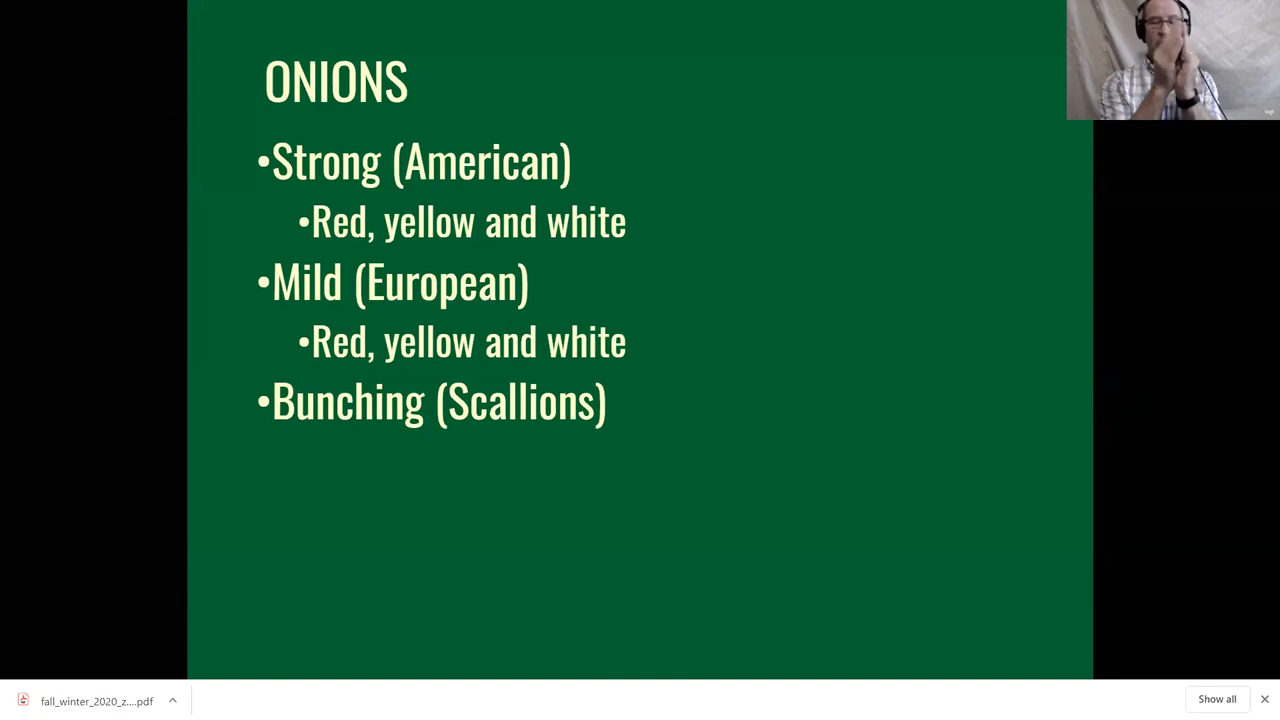 ONIONS
•Strong (American)
•Red, yellow and white
•Mild (European)
•Red, yellow and white
•Bunching (Scallions)
fall_winter_2020_z....pdf
Show all